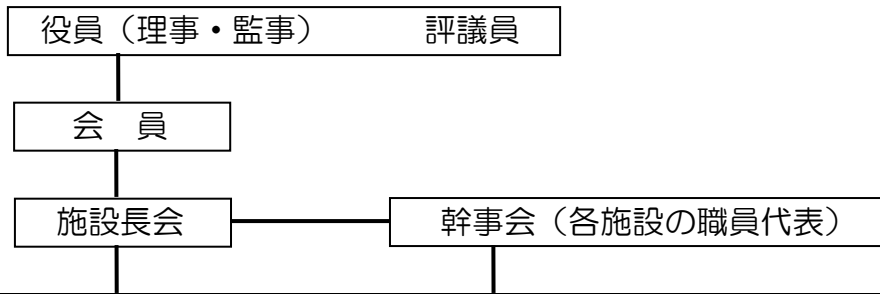 役員（理事・監事）　　　評議員
会　員
施設長会
幹事会（各施設の職員代表）